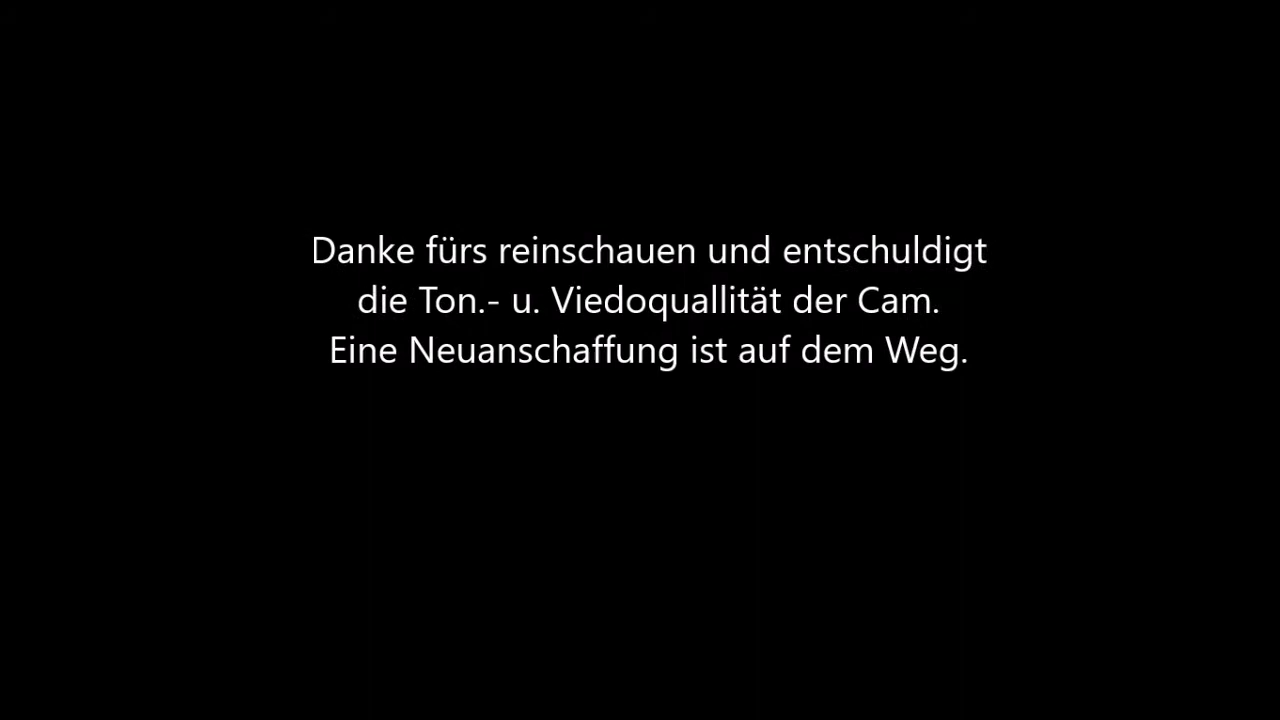 Danke fürs reinschauen und entschuldigt
die Ton.- u. Viedoquallität der Cam.
Eine Neuanschaffung ist auf dem Weg.